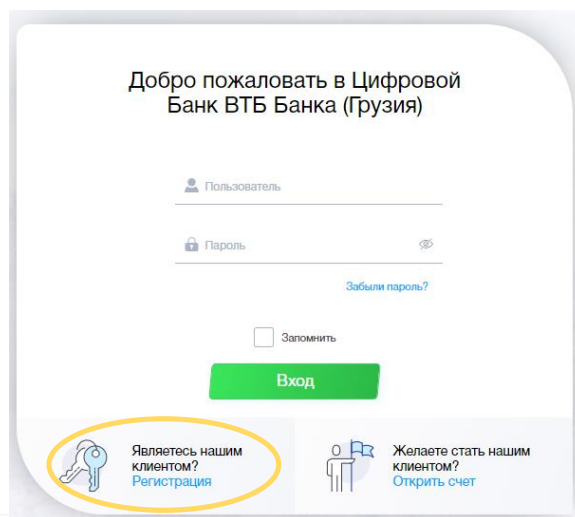 Добро пожаловать в Цифровой
Банк ВТБ Банка (Грузия)
Пользователь
Пароль
Забыли пароль?
Запомнить
Вход
Являетесь нашим
клиентом?
Регистрация
Желаете стать нашим
клиентом?
Открыть счет